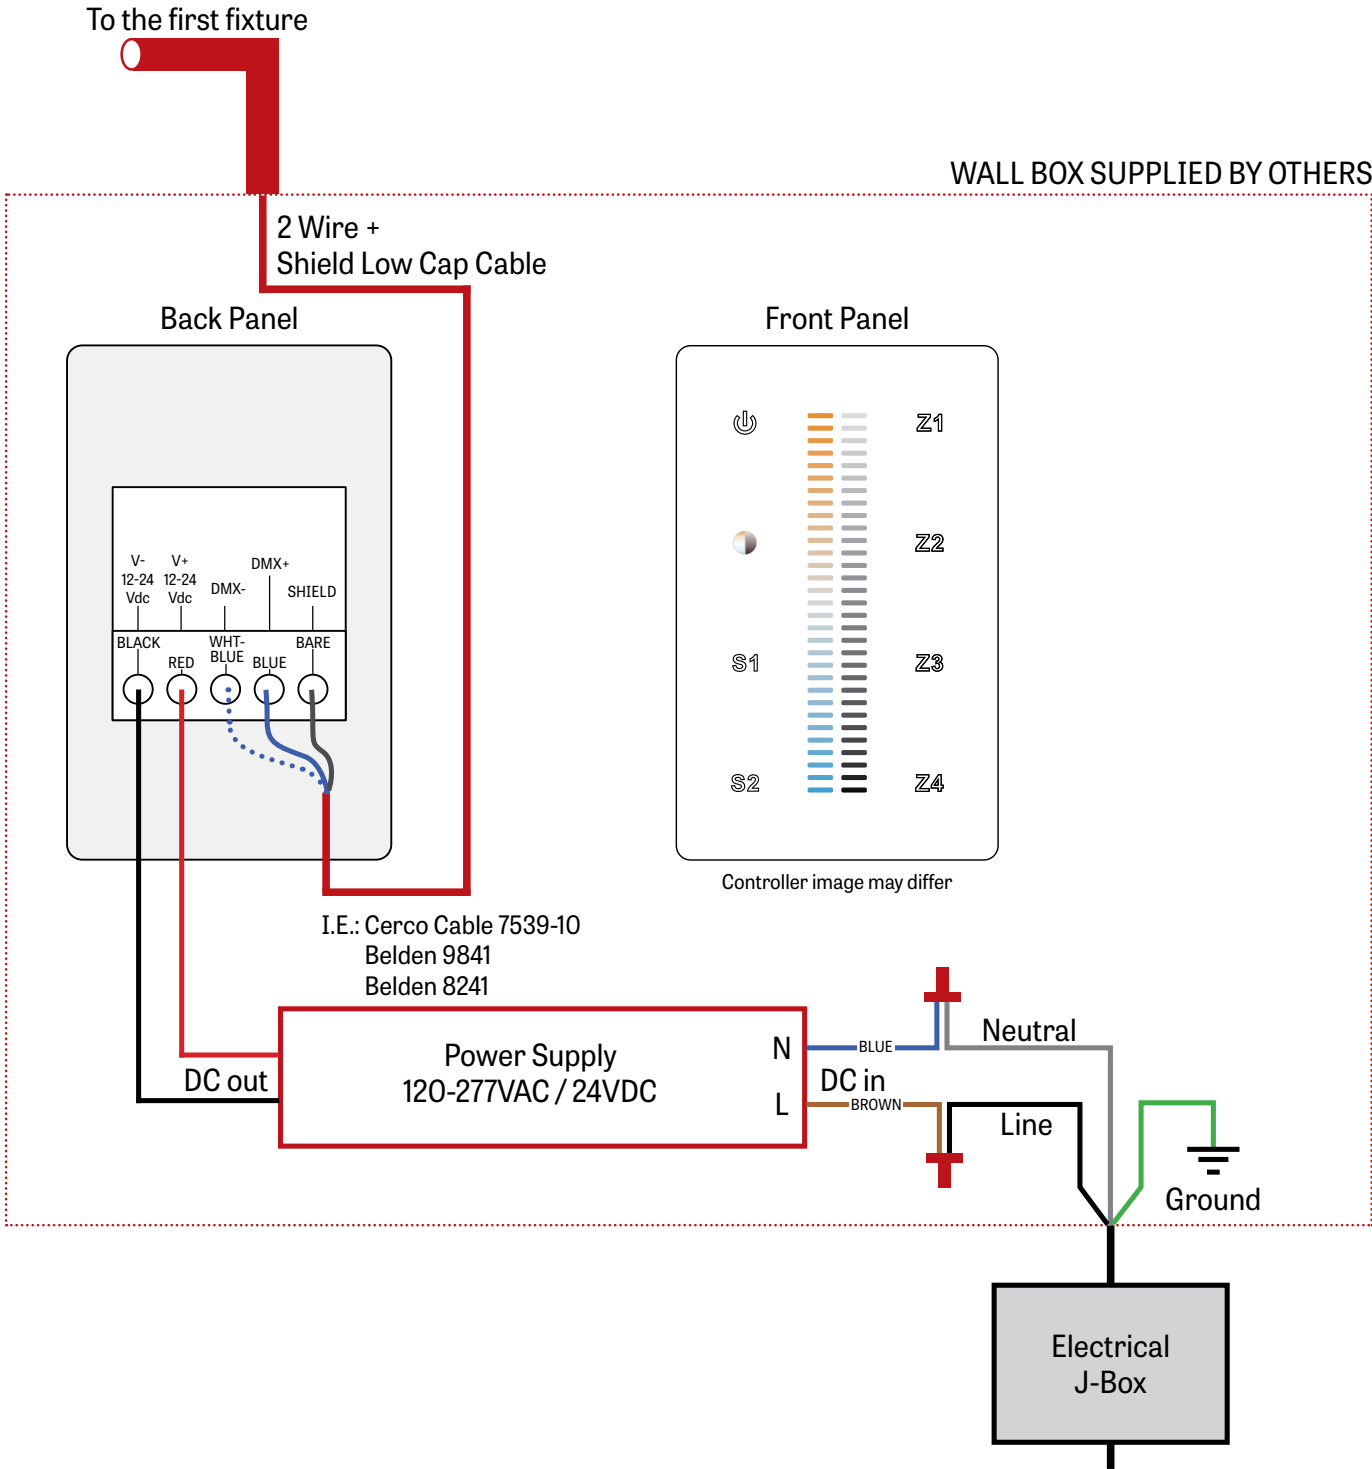 To the first fixture
WALL BOX SUPPLIED BY OTHERS
2 Wire +
Shield Low Cap Cable
Back Panel
Front Panel
V-
12-24
Vdc
V+
12-24
Vdc
DMX-
DMX+
SHIELD
BLACK
RED
WHT-
BLUE
BLUE
BARE
Z1
Z2
S1
Z3
S2
Z4
Controller image may differ
I.E.: Cerco Cable 7539-10
Belden 9841
Belden 8241
Power Supply
120-277VAC / 24VDC
DC out
N
L
BLUE
DC in
BROWN
Neutral
Line
Ground
Electrical
J-Box